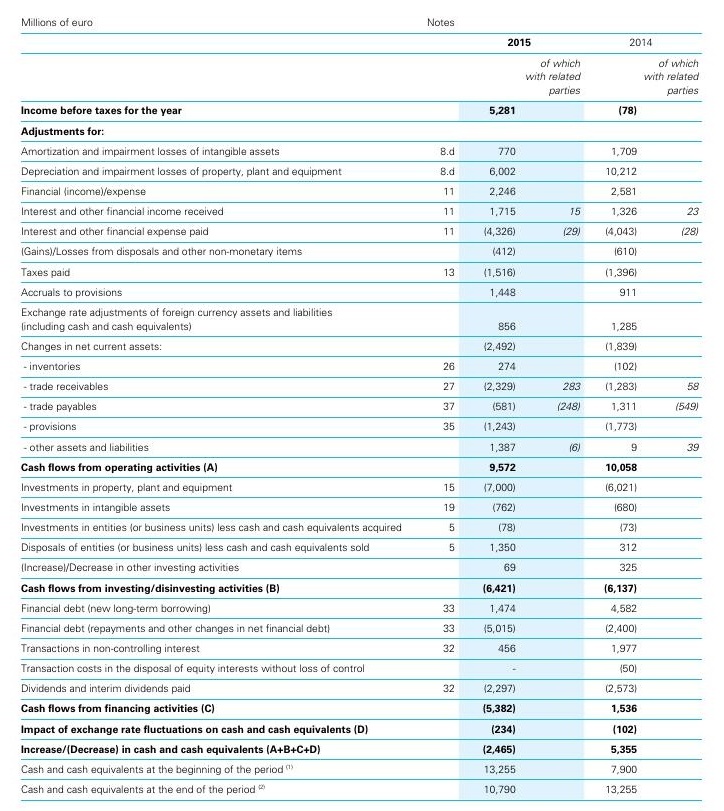 Millions of euro Notes
2015 2014
of which of which
with related with related
parties parties
Income before taxes for the year 5,281 (78)
Adjustments for:
Amortization and impairment losses of intangible assets 8.d 770 1,709
Depreciation and impairment losses of property, plant and equipment 8.d 6,002 10,212
Financial (income)/expense 11 2,246 2,581
Interest and other financial income received 11 1,715 15 1,326 23
Interest and other financial expense paid 11 (4,326) (29) (4,043) (28)
(Gains)/Losses from disposals and other non-monetary items (412) (610)
Taxes paid 13 (1,516) (1,396)
Accruals to provisions 1,448 911
Exchange rate adjustments of foreign currency assets and liabilities
(including cash and cash equivalents) 856 1,285
Changes in net current assets: (2,492) (1,839)
- inventories 26 274 (102)
- trade receivables 27 (2,329) 283 (1,283) 58
- trade payables 37 (581) (248) 1,311 (549)
- provisions 35 (1,243) (1,773)
- other assets and liabilities 1,387 (6) 9 39
Cash flows from operating activities (A) 9,572 10,058
Investments in property, plant and equipment 15 (7,000) (6,021)
Investments in intangible assets 19 (762) (680)
Investments in entities (or business units) less cash and cash equivalents acquired 5 (78) (73)
Disposals of entities (or business units) less cash and cash equivalents sold 5 1,350 312
(Increase)/Decrease in other investing activities 69 325
Cash flows from investing/disinvesting activities (B) (6,421) (6,137)
Financial debt (new long-term borrowing) 33 1,474 4,582
Financial debt (repayments and other changes in net financial debt) 33 (5,015) (2,400)
Transactions in non-controlling interest 32 456 1,977
Transaction costs in the disposal of equity interests without loss of control - (50)
Dividends and interim dividends paid 32 (2,297) (2,573)
Cash flows from financing activities (C) (5,382) 1,536
Impact of exchange rate fluctuations on cash and cash equivalents (D) (234) (102)
Increase/(Decrease) in cash and cash equivalents (A+B+C+D) (2,465) 5,355
Cash and cash equivalents at the beginning of the period (1) 13,255 7,900
Cash and cash equivalents at the end of the period (2) 10,790 13,255